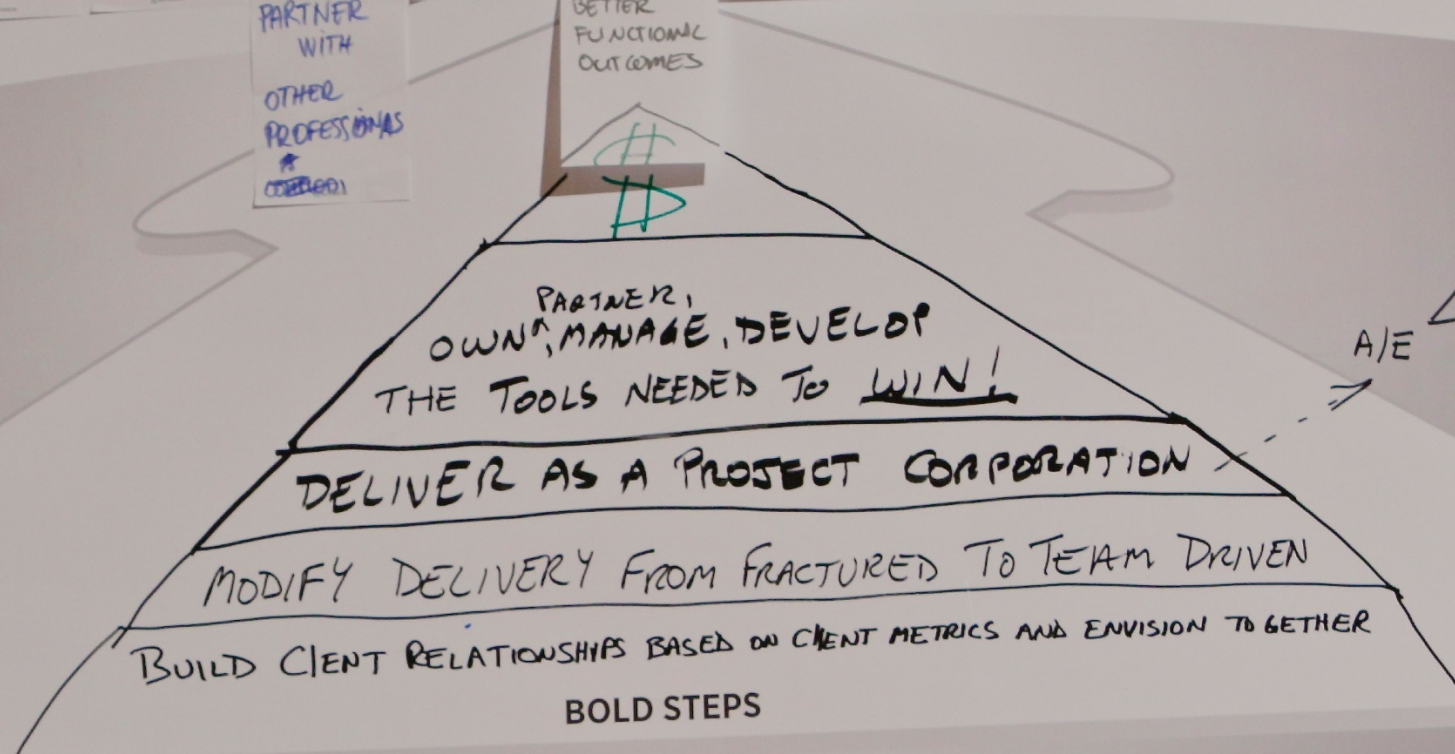 PARTNER
WITH
OTHER
PROFESSIONAS
BETTER
FUNCTIONAL
OUTCOMES
PARTNER,
OWN^, MANAGE, DEVELOP
THE TOOLS NEEDED TO WIN!
A/E
DELIVER AS A PROJECT CORPORATION
MODIFY DELIVERY FROM FRACTURED TO TEAM DRIVEN
BUILD CLIENT RELATIONSHIPS BASED ON CLIENT METRICS AND ENVISION TOGETHER
BOLD STEPS